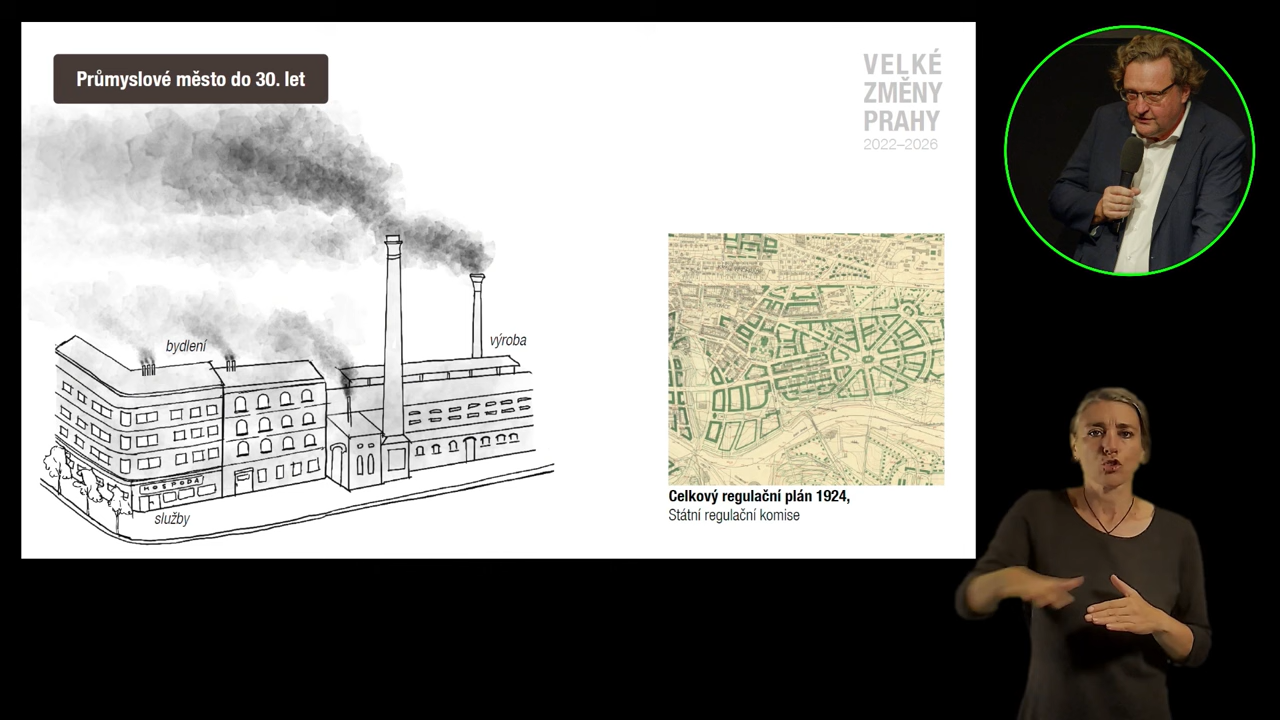 Průmyslové město do 30. let
VELKÉ
ZMĚNY
PRAHY
2022–2026
bydlení
výroba
HOSPODA
služby
Celkový regulační plán 1924,
Státní regulační komise